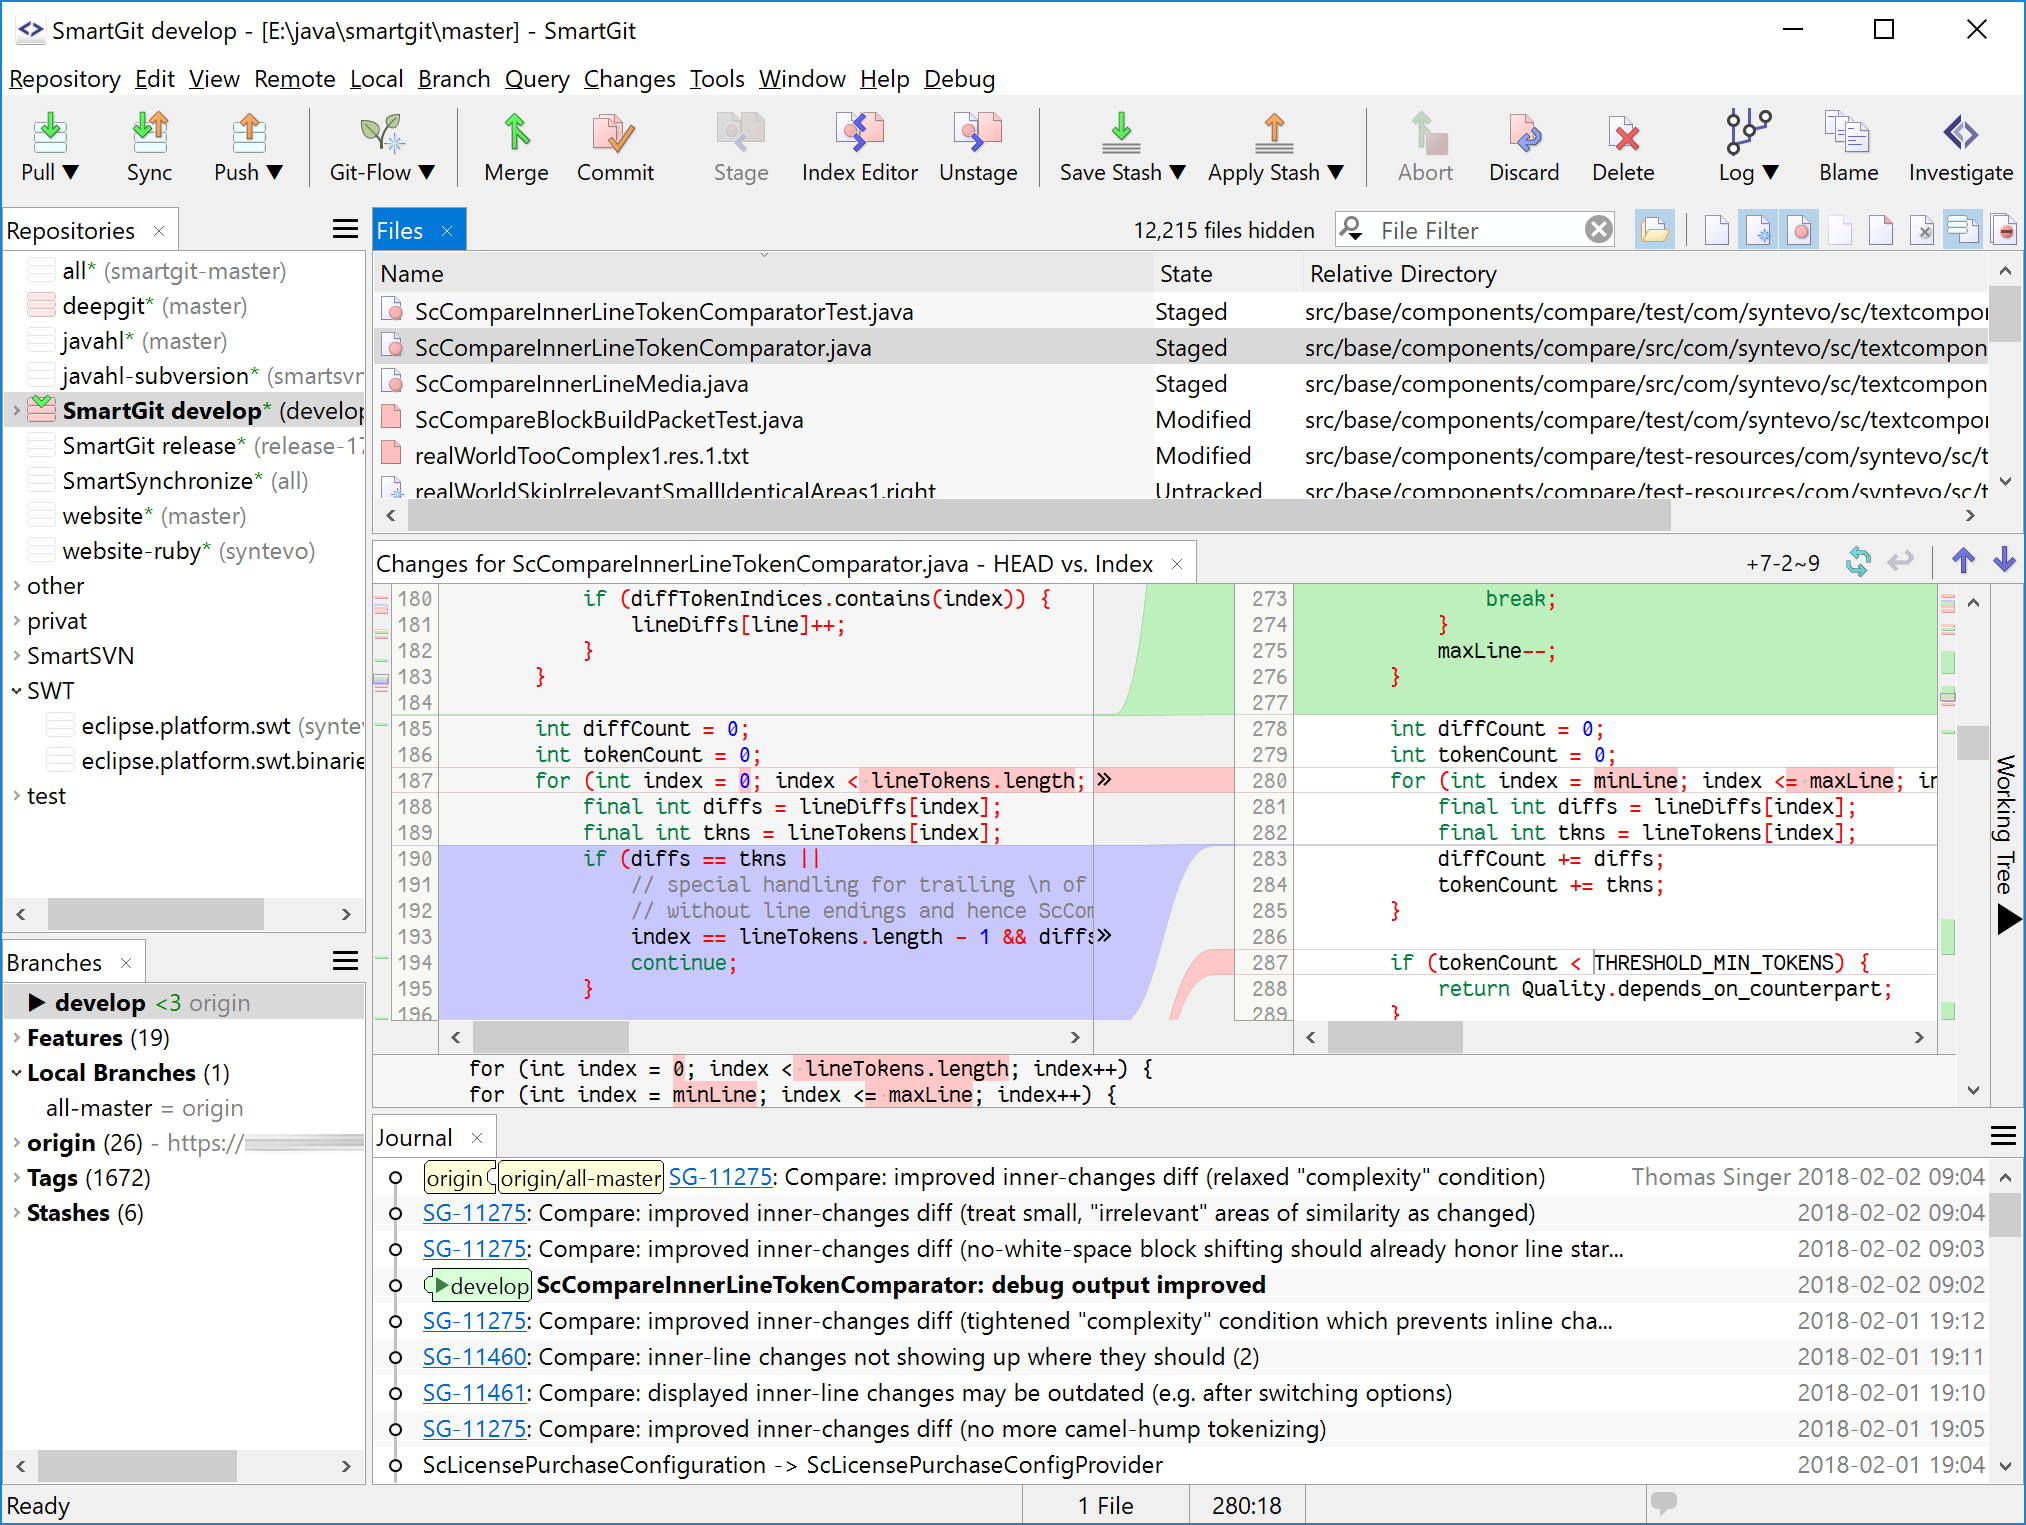 SmartGit develop - [E:\java\smartgit\master] - SmartGit
Repository Edit View Remote Local Branch Query Changes Tools Window Help Debug
Pull ▼ Sync Push ▼ Git-Flow ▼ Merge Commit Stage Index Editor Unstage Save Stash ▼ Apply Stash ▼ Abort Discard Delete Log ▼ Blame Investigate
Repositories
all* (smartgit-master)
deepgit* (master)
javahl* (master)
javahl-subversion* (smartsvn
SmartGit develop* (develop
SmartGit release* (release-17
SmartSynchronize* (all)
website* (master)
website-ruby* (syntevo)
other
privat
SmartSVN
SWT
eclipse.platform.swt (syntev
eclipse.platform.swt.binarie
test
Branches
develop <3 origin
Features (19)
Local Branches (1)
all-master = origin
origin (26) - https://
Tags (1672)
Stashes (6)
Files
12,215 files hidden
File Filter
Name State Relative Directory
ScCompareInnerLineTokenComparatorTest.java Staged src/base/components/compare/test/com/syntevo/sc/textcompor
ScCompareInnerLineTokenComparator.java Staged src/base/components/compare/src/com/syntevo/sc/textcompon
ScCompareInnerLineMedia.java Staged src/base/components/compare/src/com/syntevo/sc/textcompon
ScCompareBlockBuildPacketTest.java Modified src/base/components/compare/test/com/syntevo/sc/textcompor
realWorldTooComplex1.res.1.txt Modified src/base/components/compare/test-resources/com/syntevo/sc/t
realWorldSkipIrrelevantSmallIdenticalAreas1.right Untracked src/base/components/compare/test-resources/com/syntevo/sc/t
Changes for ScCompareInnerLineTokenComparator.java - HEAD vs. Index
+7-2~9
180 if (diffTokenIndices.contains(index)) {
181 lineDiffs[line]++;
182 }
183 }
184
185 int diffCount = 0;
186 int tokenCount = 0;
187 for (int index = 0; index < lineTokens.length;
188 final int diffs = lineDiffs[index];
189 final int tkns = lineTokens[index];
190 if (diffs == tkns ||
191 // special handling for trailing \n of
192 // without line endings and hence ScCom
193 index == lineTokens.length - 1 && diffs
194 continue;
195 }
196
273 break;
274 }
275 maxLine--;
276 }
277
278 int diffCount = 0;
279 int tokenCount = 0;
280 for (int index = minLine; index <= maxLine; in
281 final int diffs = lineDiffs[index];
282 final int tkns = lineTokens[index];
283 diffCount += diffs;
284 tokenCount += tkns;
285 }
286
287 if (tokenCount < THRESHOLD_MIN_TOKENS) {
288 return Quality.depends_on_counterpart;
289 }
Working Tree
for (int index = 0; index < lineTokens.length; index++) {
for (int index = minLine; index <= maxLine; index++) {
Journal
origin origin/all-master SG-11275: Compare: improved inner-changes diff (relaxed "complexity" condition) Thomas Singer 2018-02-02 09:04
SG-11275: Compare: improved inner-changes diff (treat small, "irrelevant" areas of similarity as changed) 2018-02-02 09:04
SG-11275: Compare: improved inner-changes diff (no-white-space block shifting should already honor line star... 2018-02-02 09:03
develop ScCompareInnerLineTokenComparator: debug output improved 2018-02-02 09:02
SG-11275: Compare: improved inner-changes diff (tightened "complexity" condition which prevents inline cha... 2018-02-01 19:12
SG-11460: Compare: inner-line changes not showing up where they should (2) 2018-02-01 19:11
SG-11461: Compare: displayed inner-line changes may be outdated (e.g. after switching options) 2018-02-01 19:10
SG-11275: Compare: improved inner-changes diff (no more camel-hump tokenizing) 2018-02-01 19:05
ScLicensePurchaseConfiguration -> ScLicensePurchaseConfigProvider 2018-02-01 19:04
Ready 1 File 280:18